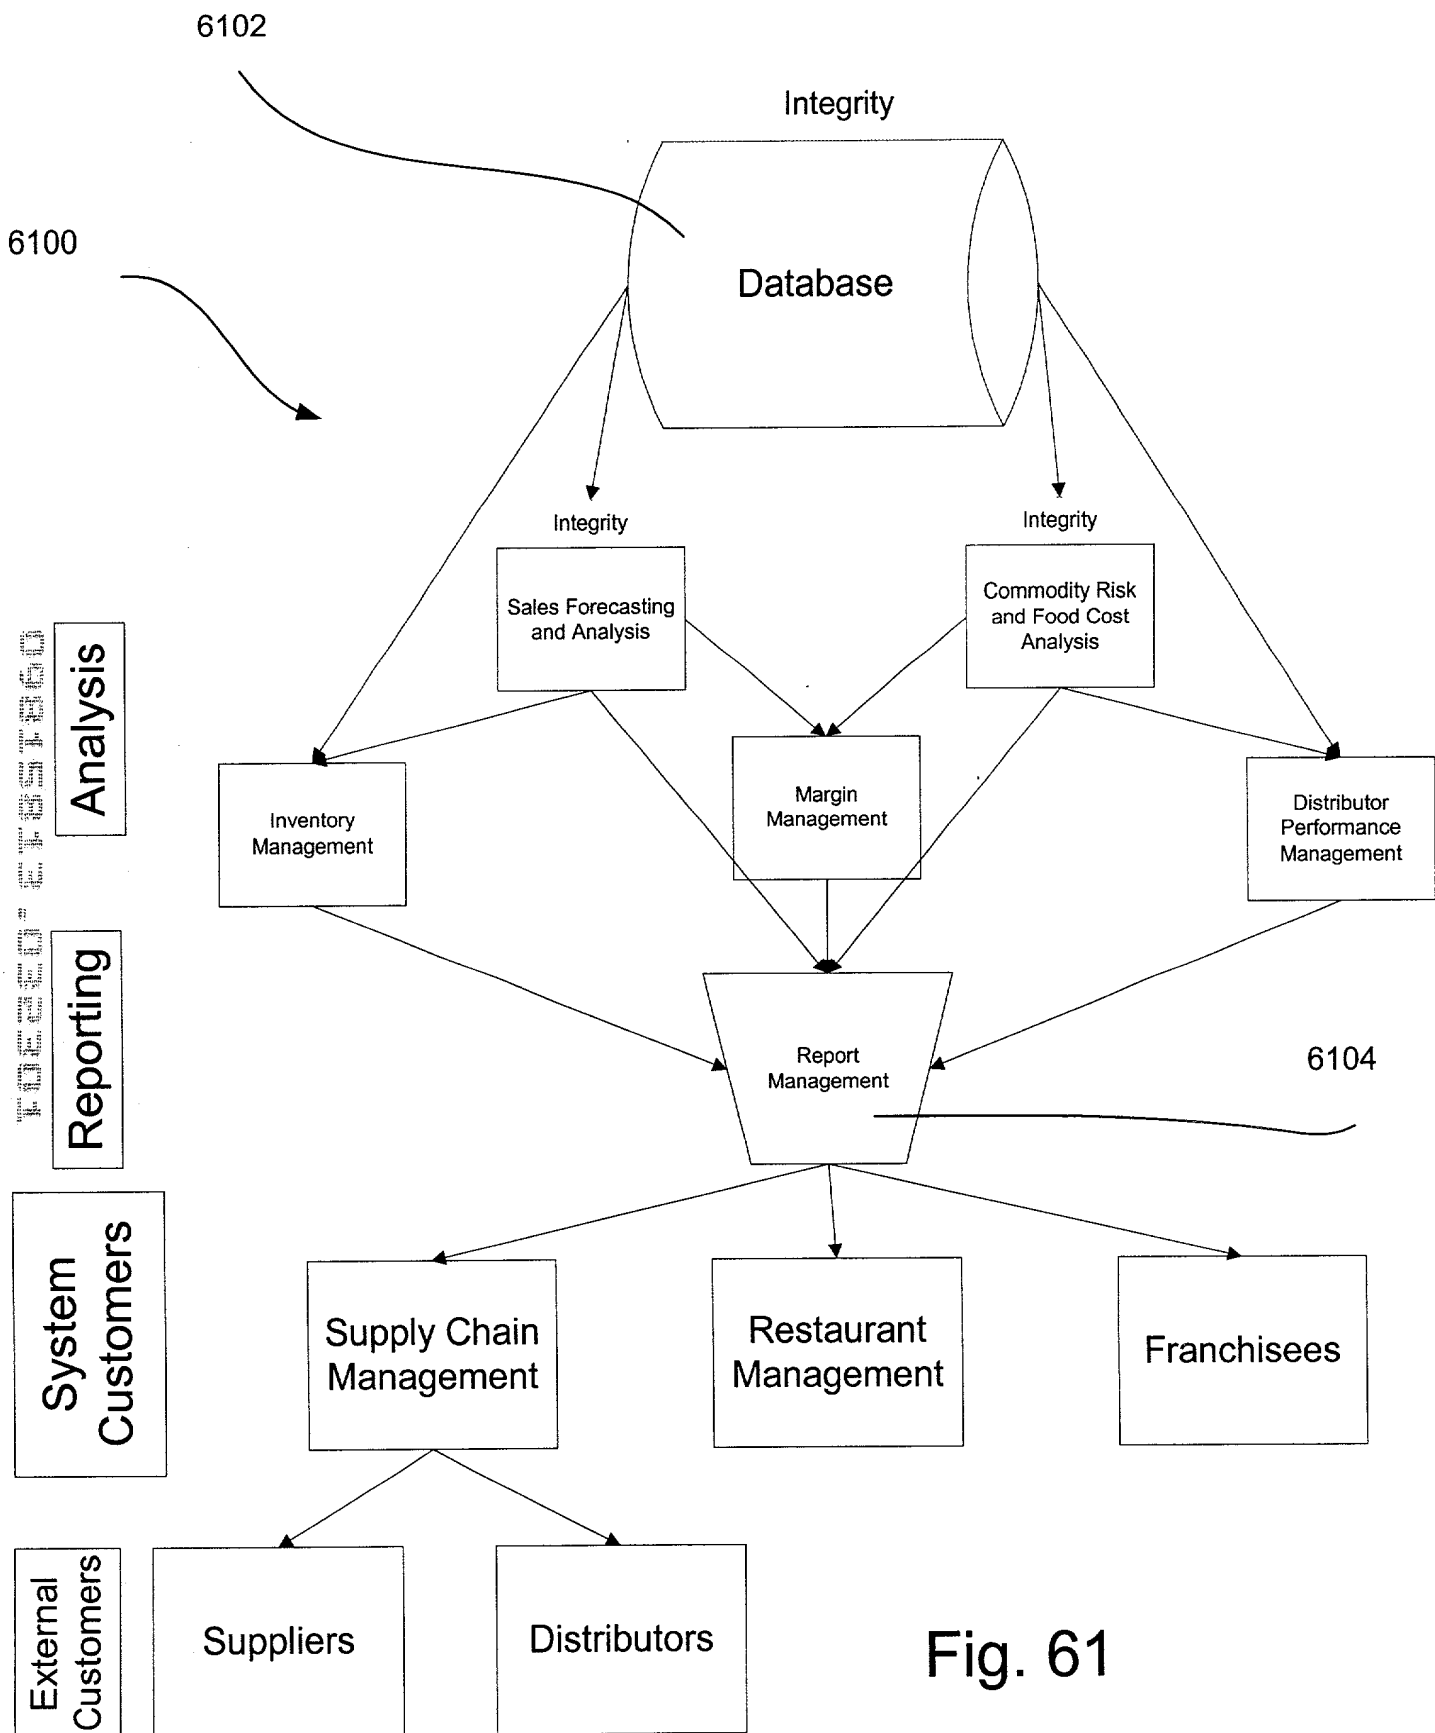 6102
Integrity
6100
Database
Integrity
Integrity
Sales Forecasting
and Analysis
Commodity Risk
and Food Cost
Analysis
Analysis
Inventory
Management
Margin
Management
Distributor
Performance
Management
Reporting
Report
Management
6104
System
Customers
Supply Chain
Management
Restaurant
Management
Franchisees
External
Customers
Suppliers
Distributors
Fig. 61